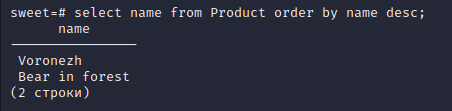 sweet=# select name from Product order by name desc;
name
Voronezh
Bear in forest
(2 строки)